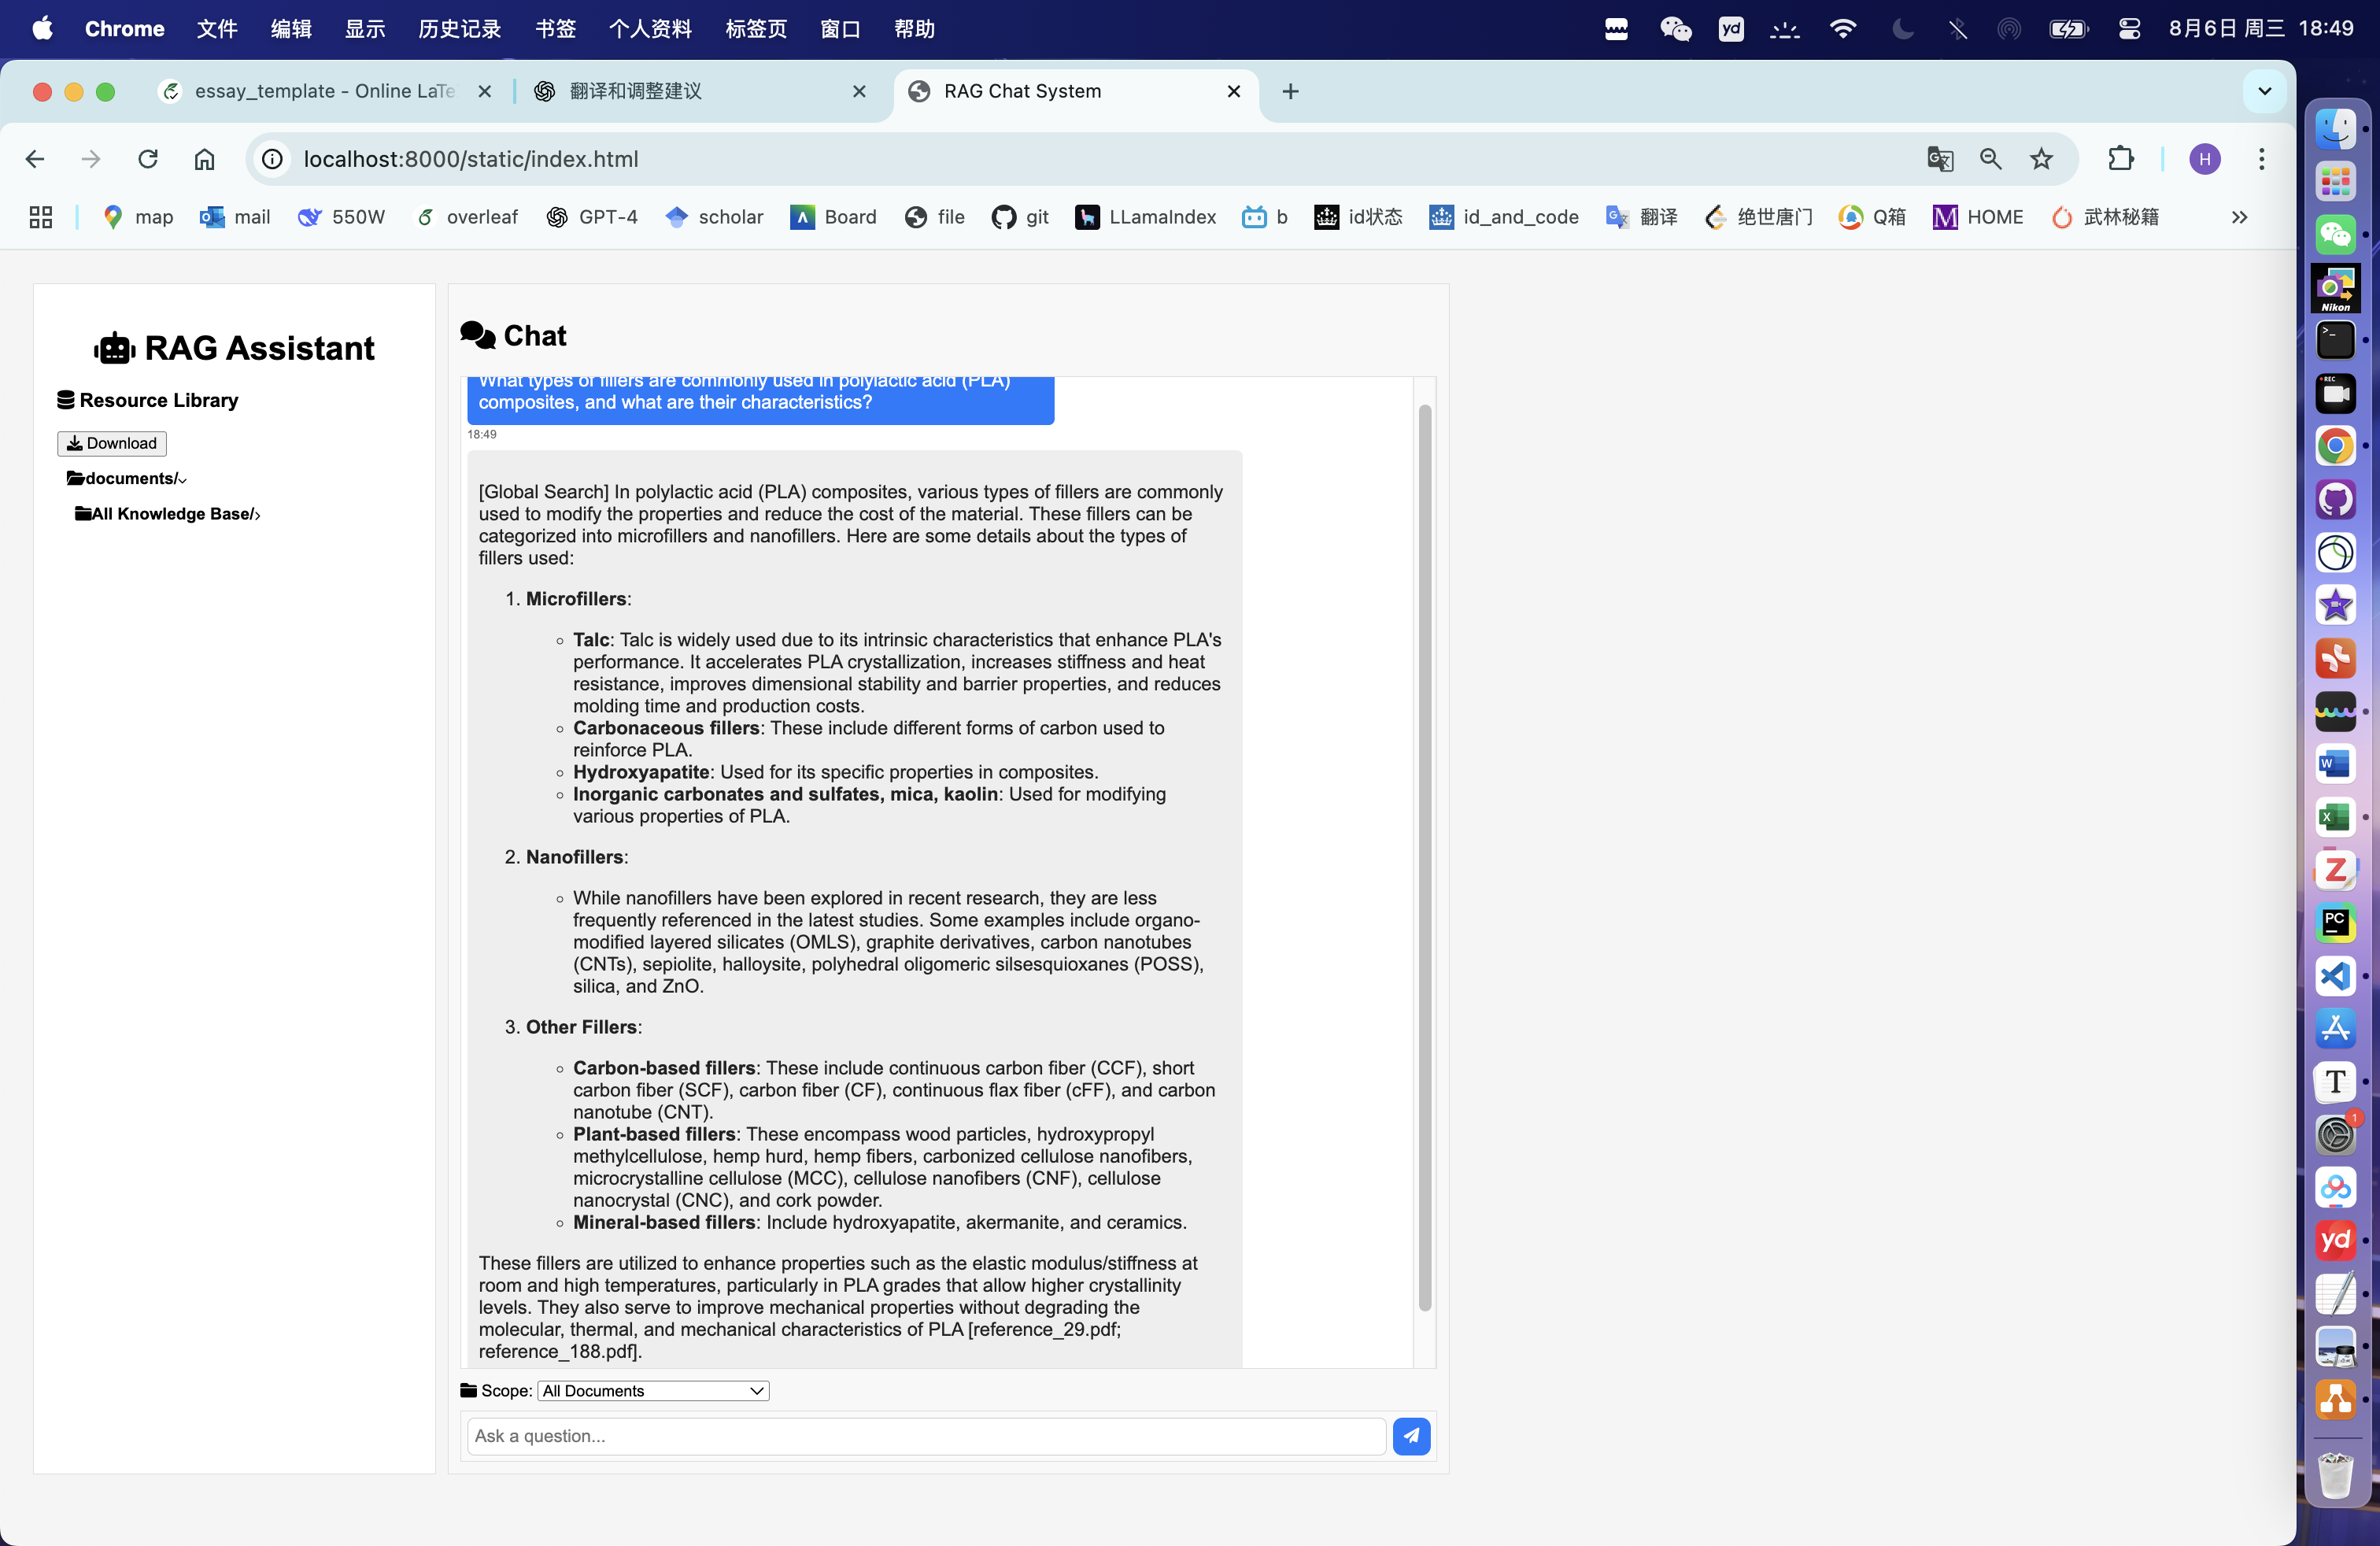 Chrome 文件 编辑 显示 历史记录 书签 个人资料 标签页 窗口 帮助 yd 8月6日 周三 18:49
essay_template - Online LaTe 翻译和调整建议 RAG Chat System
localhost:8000/static/index.html H
map mail 550W overleaf GPT-4 scholar Board file git LLamaIndex b id状态 id_and_code 翻译 绝世唐门 Q箱 HOME 武林秘籍
RAG Assistant
Resource Library
Download
documents/
All Knowledge Base/
Chat
What types of fillers are commonly used in polylactic acid (PLA)
composites, and what are their characteristics?
18:49
[Global Search] In polylactic acid (PLA) composites, various types of fillers are commonly
used to modify the properties and reduce the cost of the material. These fillers can be
categorized into microfillers and nanofillers. Here are some details about the types of
fillers used:
1. Microfillers:
Talc: Talc is widely used due to its intrinsic characteristics that enhance PLA's
performance. It accelerates PLA crystallization, increases stiffness and heat
resistance, improves dimensional stability and barrier properties, and reduces
molding time and production costs.
Carbonaceous fillers: These include different forms of carbon used to
reinforce PLA.
Hydroxyapatite: Used for its specific properties in composites.
Inorganic carbonates and sulfates, mica, kaolin: Used for modifying
various properties of PLA.
2. Nanofillers:
While nanofillers have been explored in recent research, they are less
frequently referenced in the latest studies. Some examples include organo-
modified layered silicates (OMLS), graphite derivatives, carbon nanotubes
(CNTs), sepiolite, halloysite, polyhedral oligomeric silsesquioxanes (POSS),
silica, and ZnO.
3. Other Fillers:
Carbon-based fillers: These include continuous carbon fiber (CCF), short
carbon fiber (SCF), carbon fiber (CF), continuous flax fiber (cFF), and carbon
nanotube (CNT).
Plant-based fillers: These encompass wood particles, hydroxypropyl
methylcellulose, hemp hurd, hemp fibers, carbonized cellulose nanofibers,
microcrystalline cellulose (MCC), cellulose nanofibers (CNF), cellulose
nanocrystal (CNC), and cork powder.
Mineral-based fillers: Include hydroxyapatite, akermanite, and ceramics.
These fillers are utilized to enhance properties such as the elastic modulus/stiffness at
room and high temperatures, particularly in PLA grades that allow higher crystallinity
levels. They also serve to improve mechanical properties without degrading the
molecular, thermal, and mechanical characteristics of PLA [reference_29.pdf;
reference_188.pdf].
Scope: All Documents
Ask a question...
Nikon
REC
W
X
Z
PC
T
1
yd